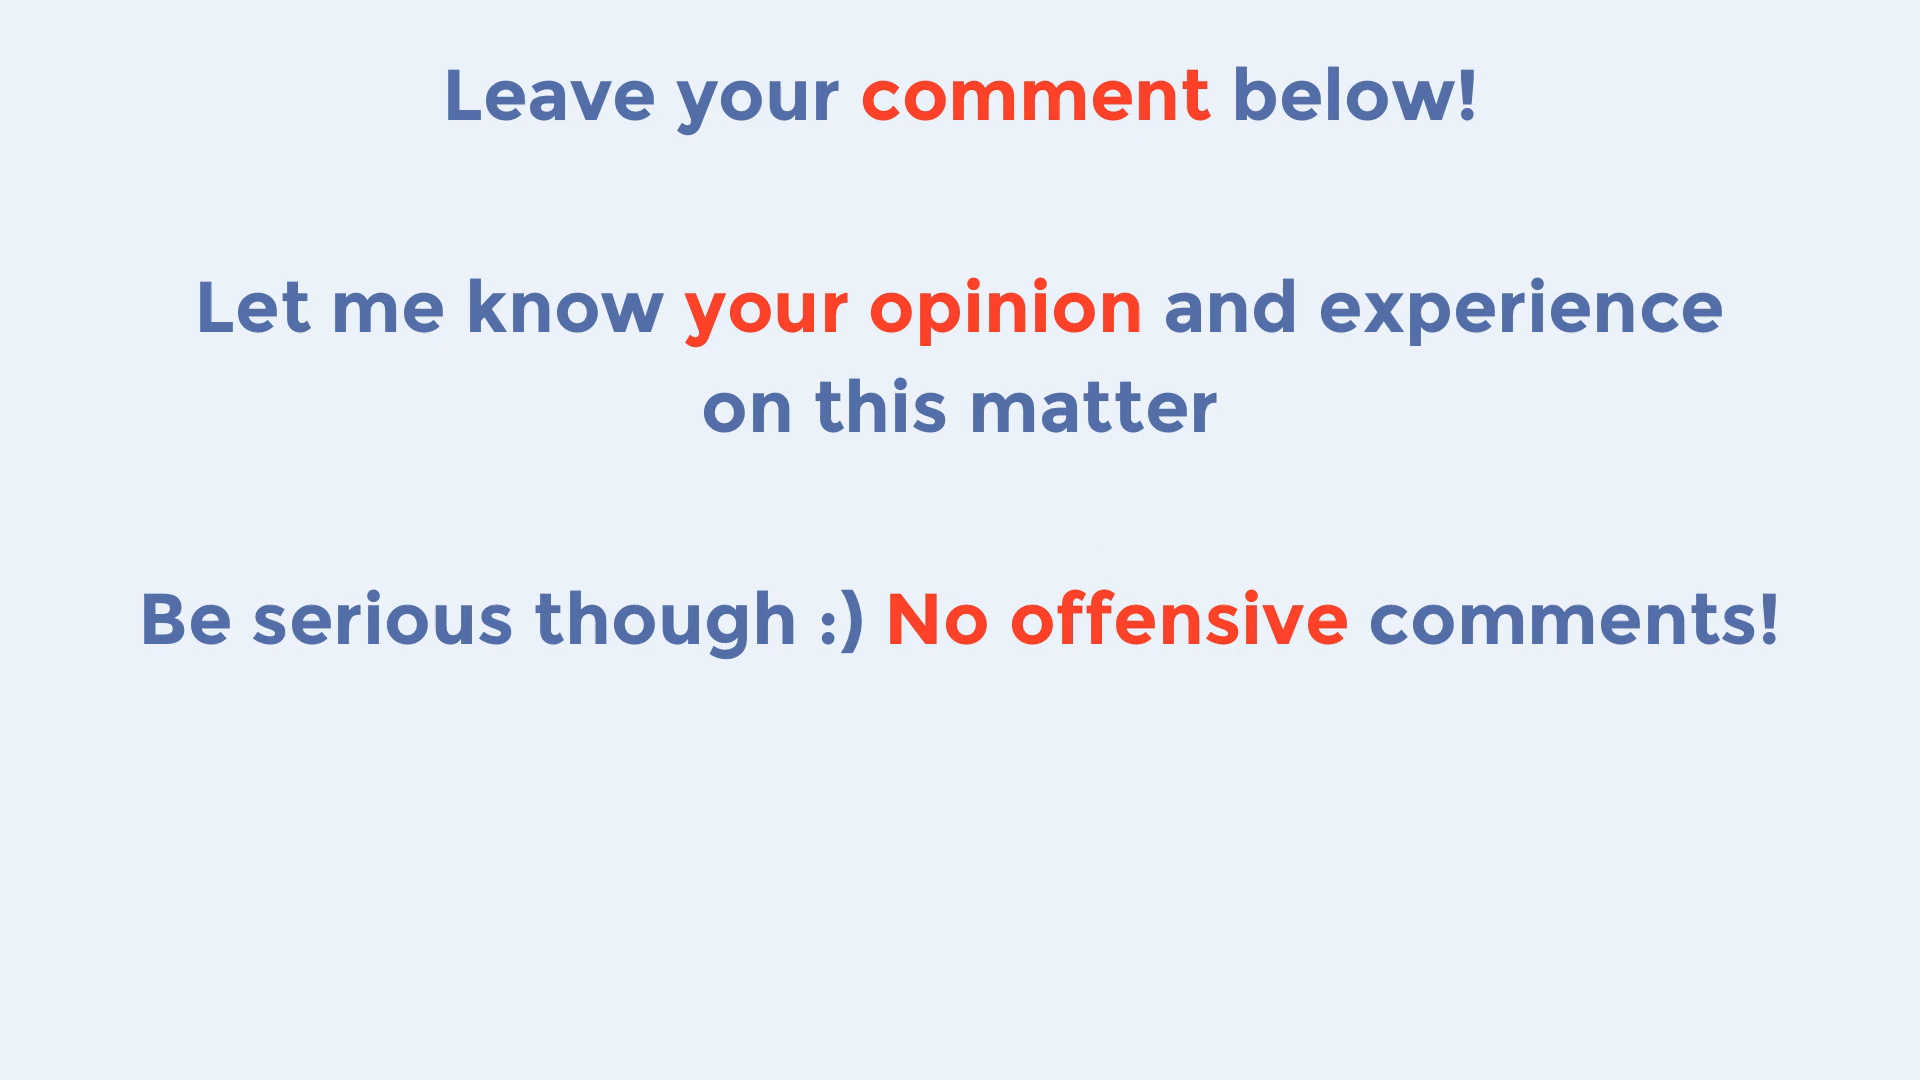 Leave your comment below!
Let me know your opinion and experience
on this matter
Be serious though :) No offensive comments!